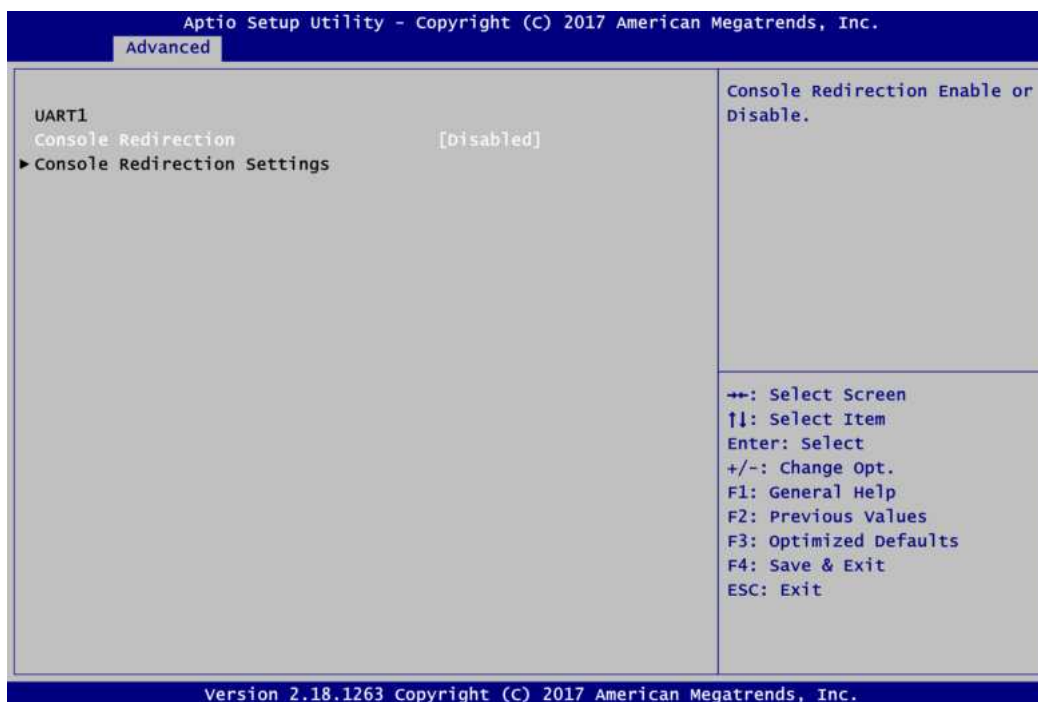 Aptio Setup Utility - Copyright (C) 2017 American Megatrends, Inc.
Advanced
UART1
Console Redirection [Disabled]
► Console Redirection Settings
Console Redirection Enable or
Disable.
→←: Select Screen
↑↓: Select Item
Enter: Select
+/-: Change Opt.
F1: General Help
F2: Previous Values
F3: Optimized Defaults
F4: Save & Exit
ESC: Exit
Version 2.18.1263 Copyright (C) 2017 American Megatrends, Inc.